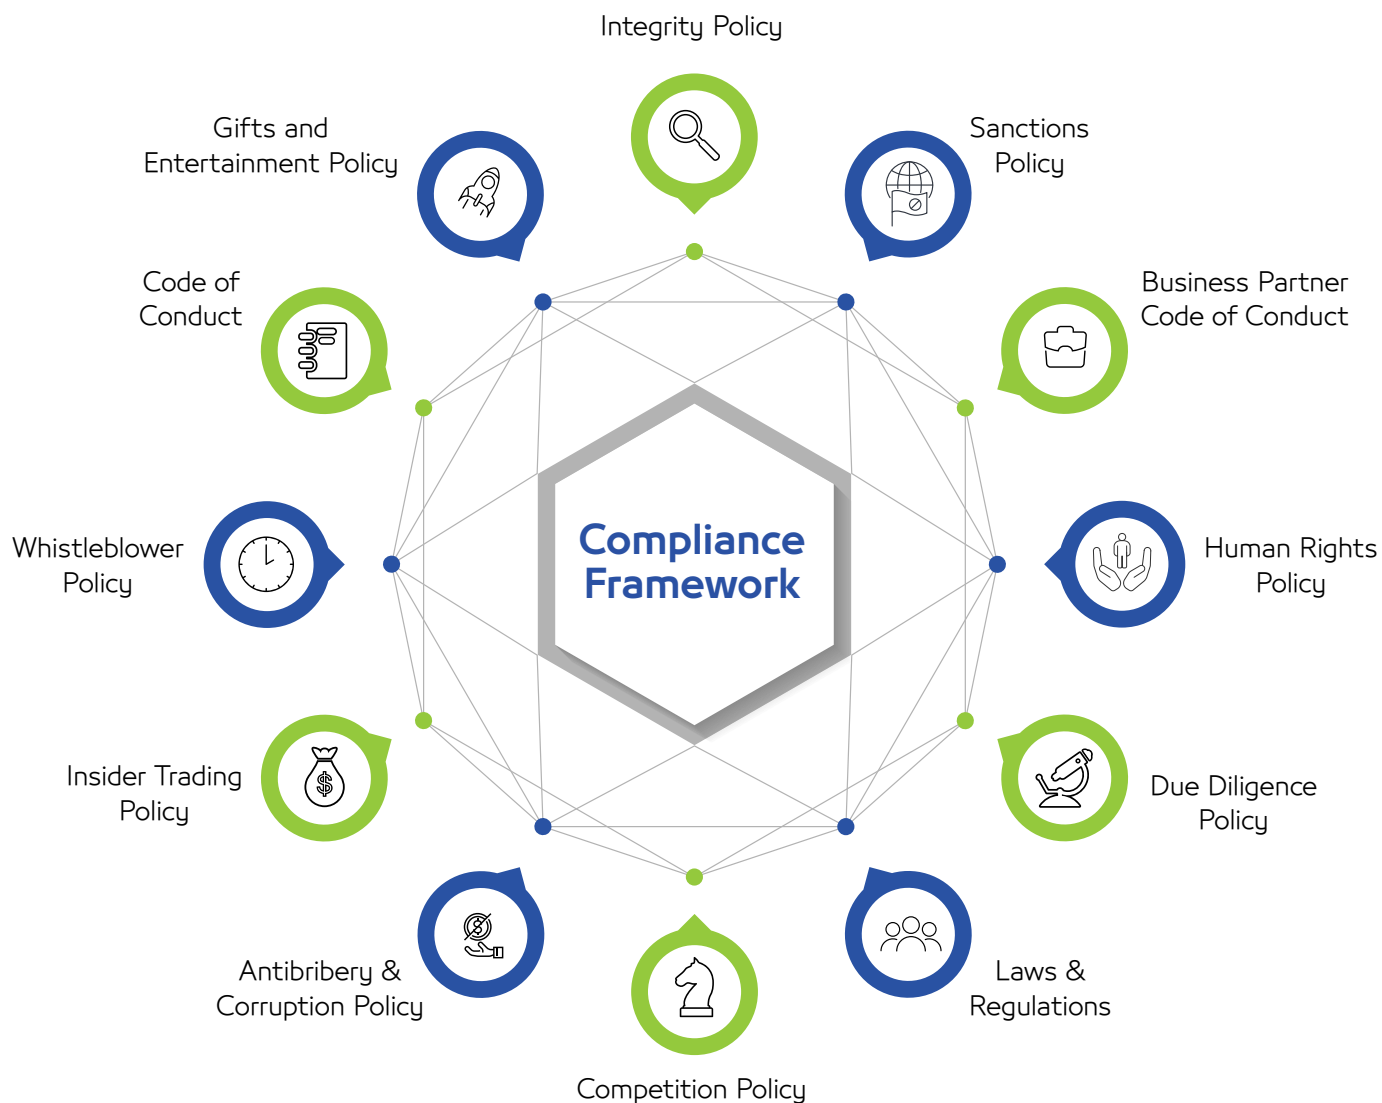 Integrity Policy
Gifts and
Entertainment Policy
Sanctions
Policy
Code of
Conduct
Business Partner
Code of Conduct
Compliance
Framework
Whistleblower
Policy
Human Rights
Policy
Insider Trading
Policy
Due Diligence
Policy
Antibribery &
Corruption Policy
Laws &
Regulations
Competition Policy